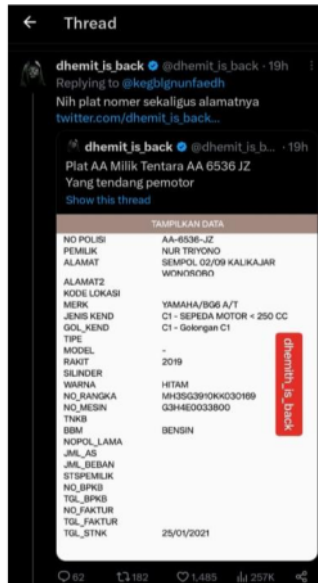 Thread
dhemit_is_back @dhemit_is_back · 19h
Replying to @kegblgnunfaedh
Nih plat nomer sekaligus alamatnya
twitter.com/dhemit_is_back...
dhemit_is_back @dhemit_is_b... · 19h
Plat AA Milik Tentara AA 6536 JZ
Yang tendang pemotor
Show this thread
TAMPILKAN DATA
NO POLISI AA-6536-JZ
PEMILIK NUR TRIYONO
ALAMAT SEMPOL 02/09 KALIKAJAR
WONOSOBO
ALAMAT2
KODE LOKASI
MERK YAMAHA/BG6 A/T
JENIS KEND C1 - SEPEDA MOTOR < 250 CC
GOL_KEND C1 - Golongan C1
TIPE
MODEL -
RAKIT 2019
SILINDER
WARNA HITAM
NO_RANGKA MH3SG3910KK030169
NO_MESIN G3H4E0033800
TNKB
BBM BENSIN
NOPOL_LAMA
JML_AS
JML_BEBAN
STSPEMILIK
NO_BPKB
TGL_BPKB
NO_FAKTUR
TGL_FAKTUR
TGL_STNK 25/01/2021
dhemith_is_back
62 182 1,485 257K